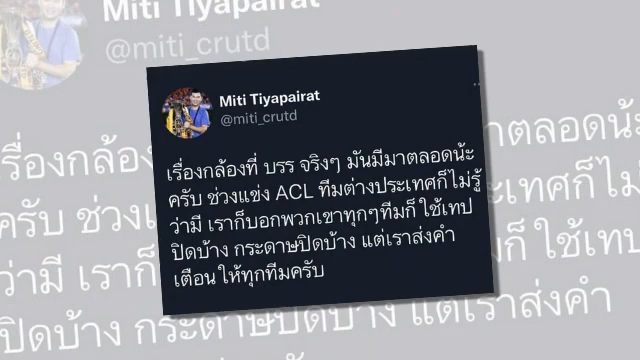 Miti Tiyapairat
@miti_crutd
Miti Tiyapairat
@miti_crutd
เรื่องกล้องที่ บรร จริงๆ มันมีมาตลอดน้ะ
ครับ ช่วงแข่ง ACL ทีมต่างประเทศก็ไม่รู้
ว่ามี เราก็บอกพวกเขาทุกๆทีมก็ ใช้เทป
ปิดบ้าง กระดาษปิดบ้าง แต่เราส่งคำ
เตือน ให้ทุกทีมครับ